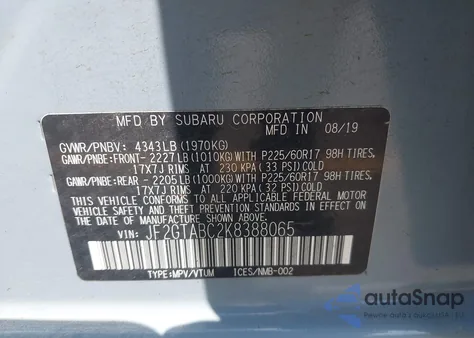 MFD BY SUBARU CORPORATION
MFD IN 08/19
GVWR/PNBV: 4343LB (1970KG)
GAWR/PNBE:FRONT- 2227LB (1010KG) WITH P225/60R17 98H TIRES,
17X7J RIMS AT 230 KPA (33 PSI) COLD
GAWR/PNBE:REAR - 2205LB (1000KG) WITH P225/60R17 98H TIRES,
17X7J RIMS AT 220 KPA (32 PSI) COLD
THIS VEHICLE CONFORMS TO ALL APPLICABLE FEDERAL MOTOR
VEHICLE SAFETY, BUMPER, AND THEFT PREVENTION STANDARDS IN
EFFECT ON THE DATE OF MANUFACTURE SHOWN ABOVE.
VIN: JF2GTABC2K8388065
TYPE:MPV/VTUM ICES/NMB-002
autoSnap